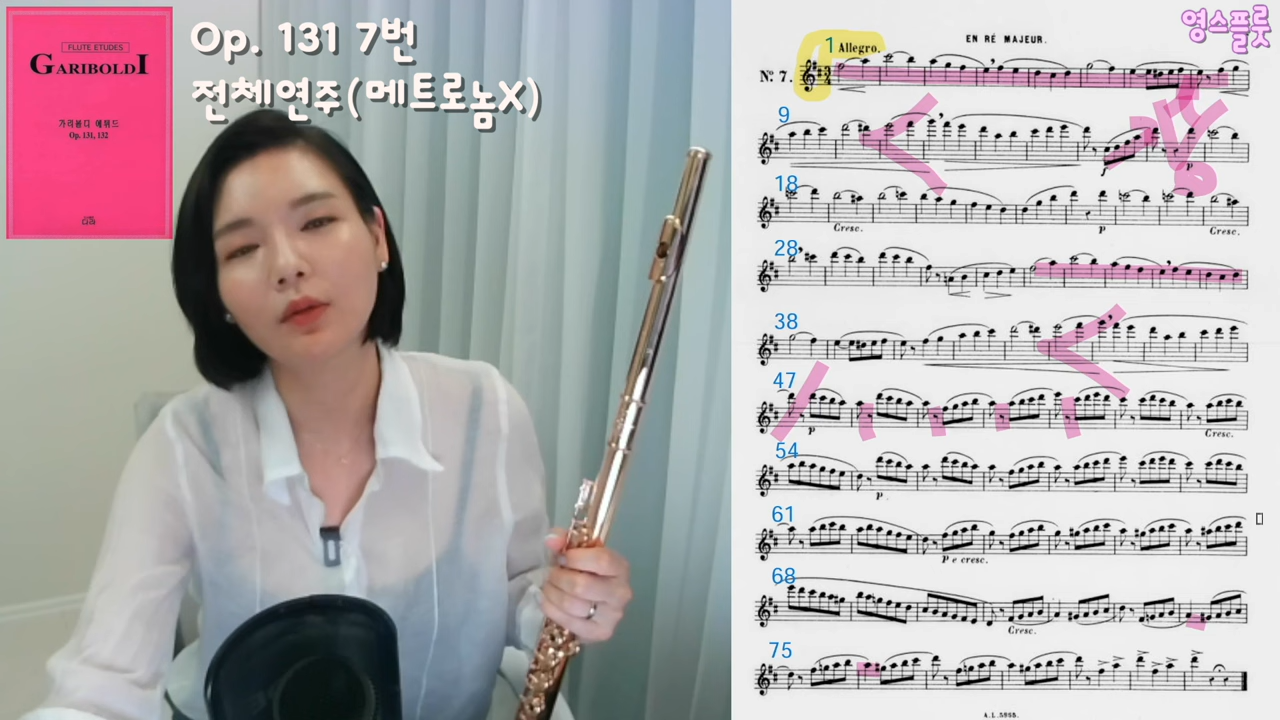 FLUTE ETUDES
GARIBOLDI
가리볼디 에튀드
Op. 131, 132
Op. 131 7번
전체연주(메트로놈X)
영스플룻
EN RÉ MAJEUR.
1 Allegro.
Nº 7.
3
4
9
f
p
18
Cresc.
p
Cresc.
28
38
47
p
Cresc.
54
p.
61
p e cresc.
68
Cresc.
75